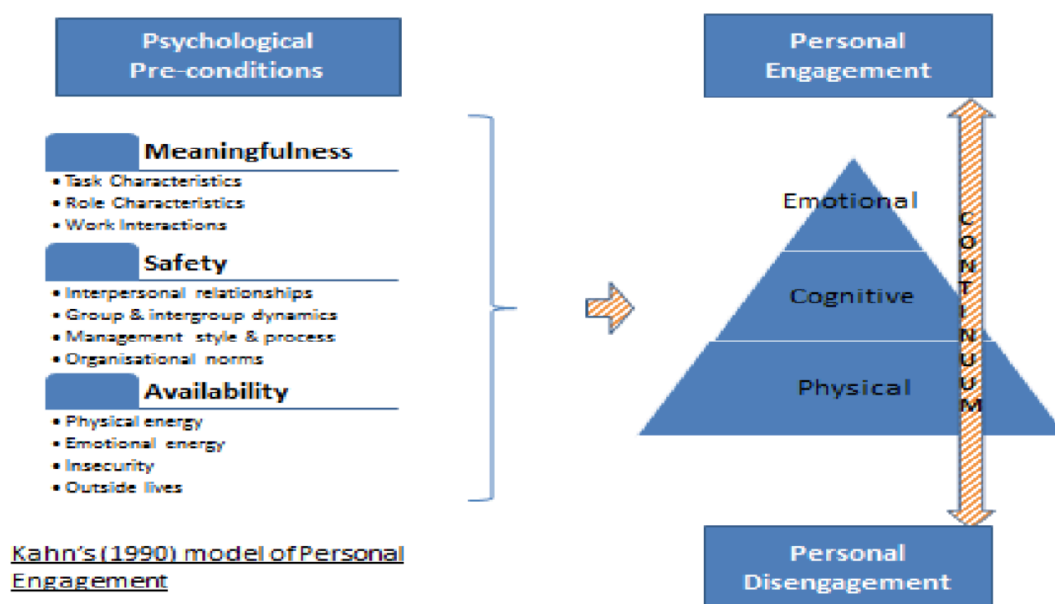 Psychological
Pre-conditions
Meaningfulness
• Task Characteristics
• Role Characteristics
• Work Interactions
Safety
• Interpersonal relationships
• Group & intergroup dynamics
• Management style & process
• Organisational norms
Availability
• Physical energy
• Emotional energy
• Insecurity
• Outside lives
Kahn's (1990) model of Personal
Engagement
Personal
Engagement
Emotional
Cognitive
Physical
CONTINUUM
Personal
Disengagement